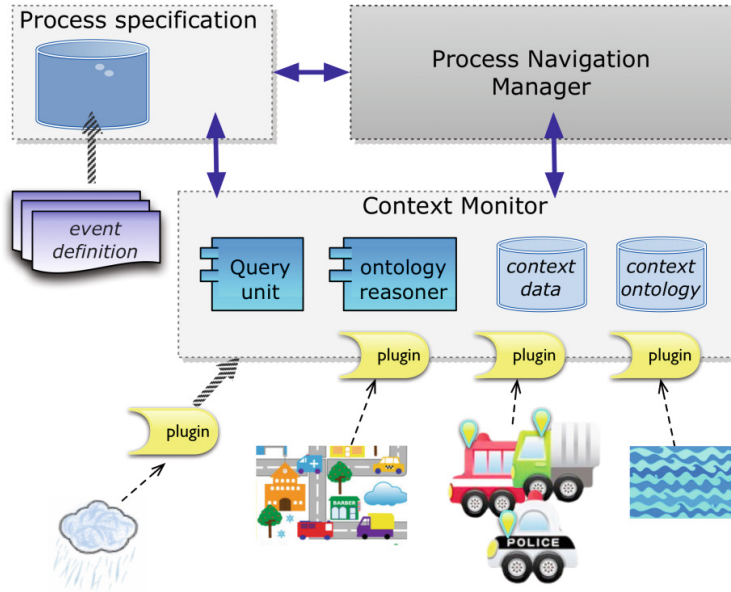 Process specification
Process Navigation
Manager
event
definition
Context Monitor
Query
unit
ontology
reasoner
context
data
context
ontology
plugin
plugin
plugin
plugin
BARBER
POLICE